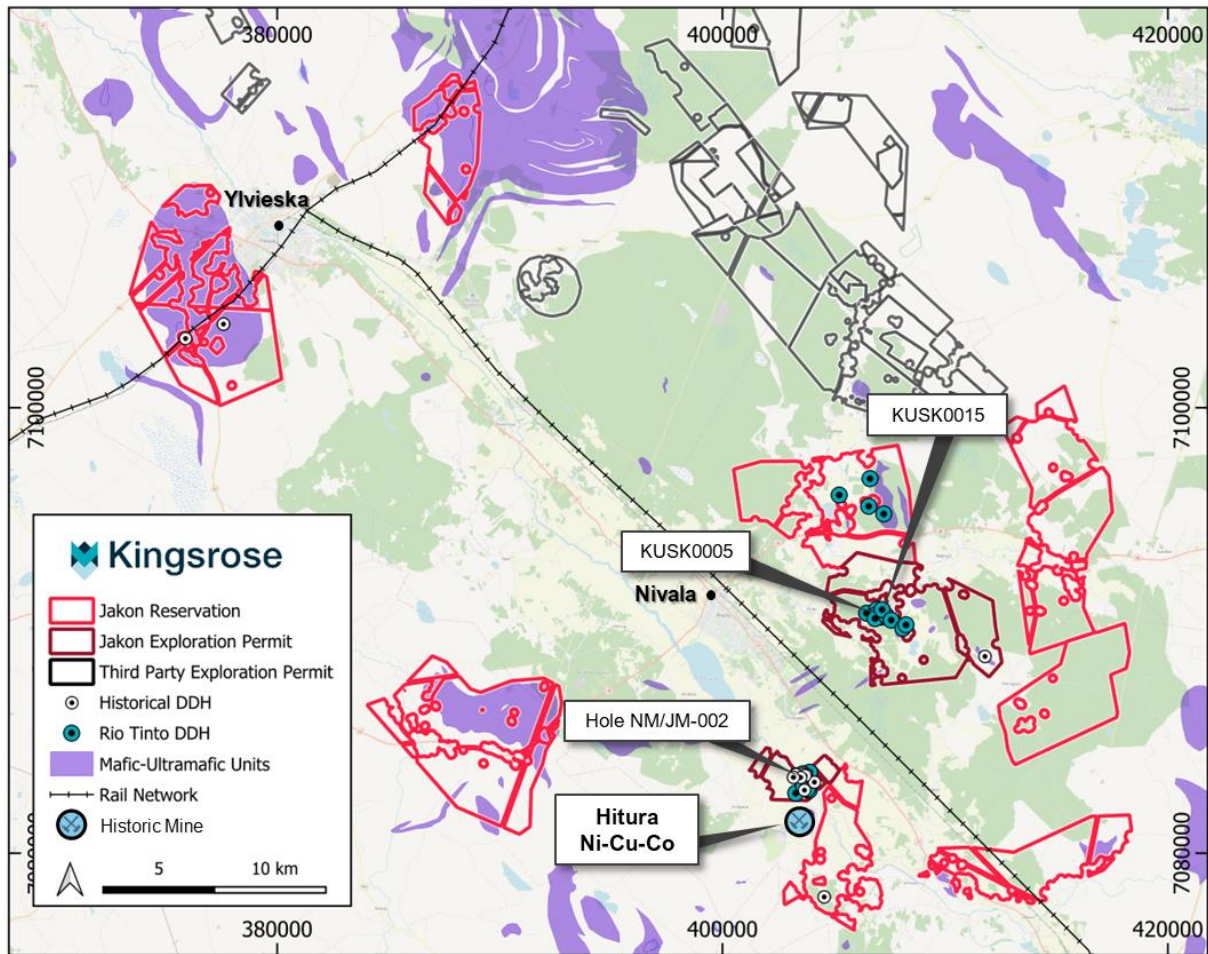 380000
400000
420000
Ylvieska
7100000
7100000
KUSK0015
KUSK0005
Nivala
Kingsrose
Jakon Reservation
Jakon Exploration Permit
Third Party Exploration Permit
Historical DDH
Rio Tinto DDH
Mafic-Ultramafic Units
Rail Network
Historic Mine
5
10 km
Hole NM/JM-002
Hitura
Ni-Cu-Co
7080000
380000
400000
420000